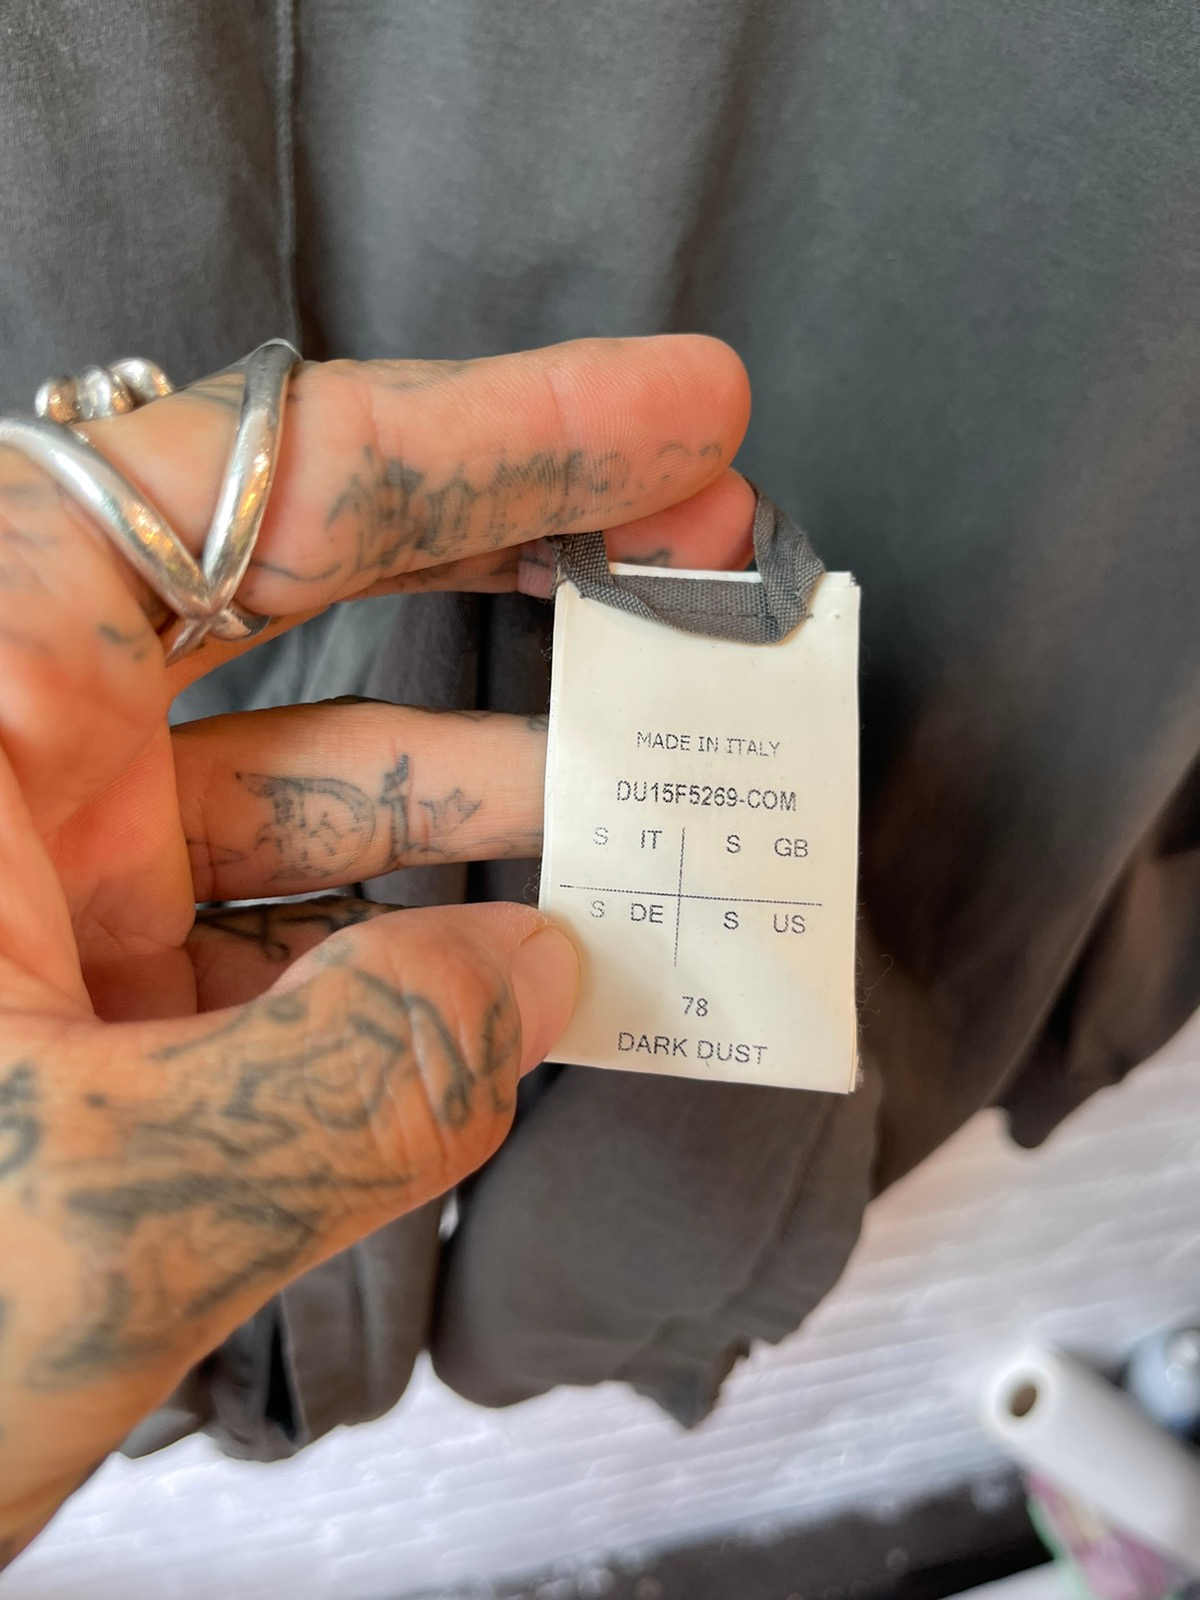 MADE IN ITALY
DU15F5269-COM
S IT S GB
S DE S US
78
DARK DUST